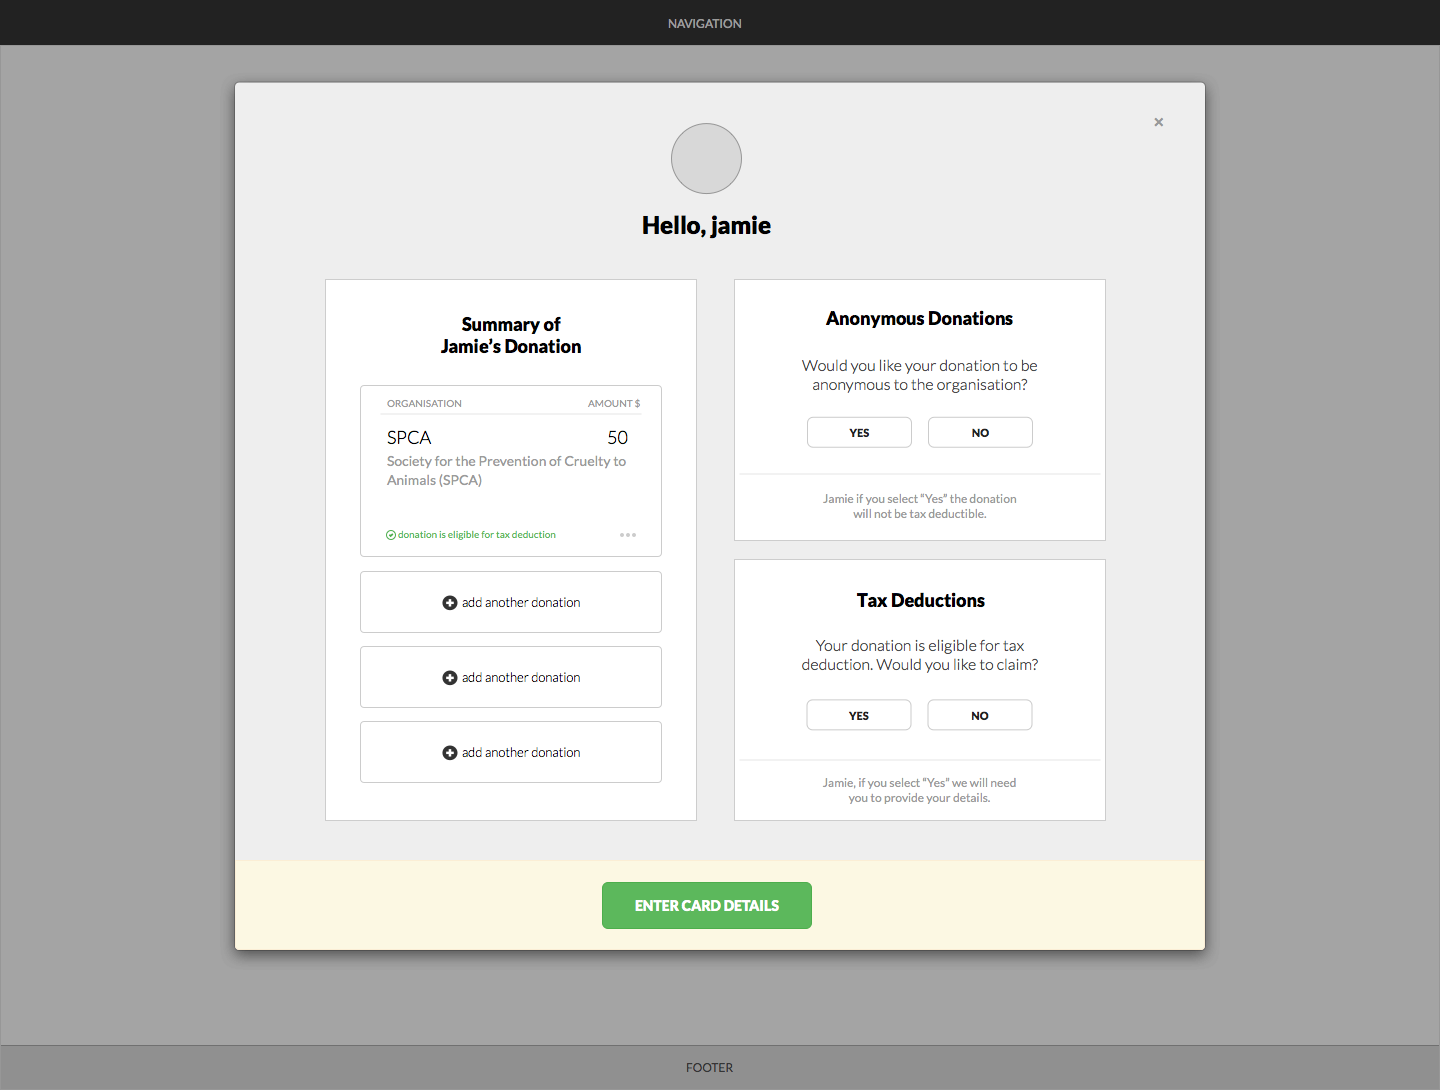 NAVIGATION
×
Hello, jamie
Summary of
Jamie’s Donation
ORGANISATION AMOUNT $
SPCA 50
Society for the Prevention of Cruelty to
Animals (SPCA)
donation is eligible for tax deduction
add another donation
add another donation
add another donation
Anonymous Donations
Would you like your donation to be
anonymous to the organisation?
YES NO
Jamie if you select “Yes” the donation
will not be tax deductible.
Tax Deductions
Your donation is eligible for tax
deduction. Would you like to claim?
YES NO
Jamie, if you select “Yes” we will need
you to provide your details.
ENTER CARD DETAILS
FOOTER